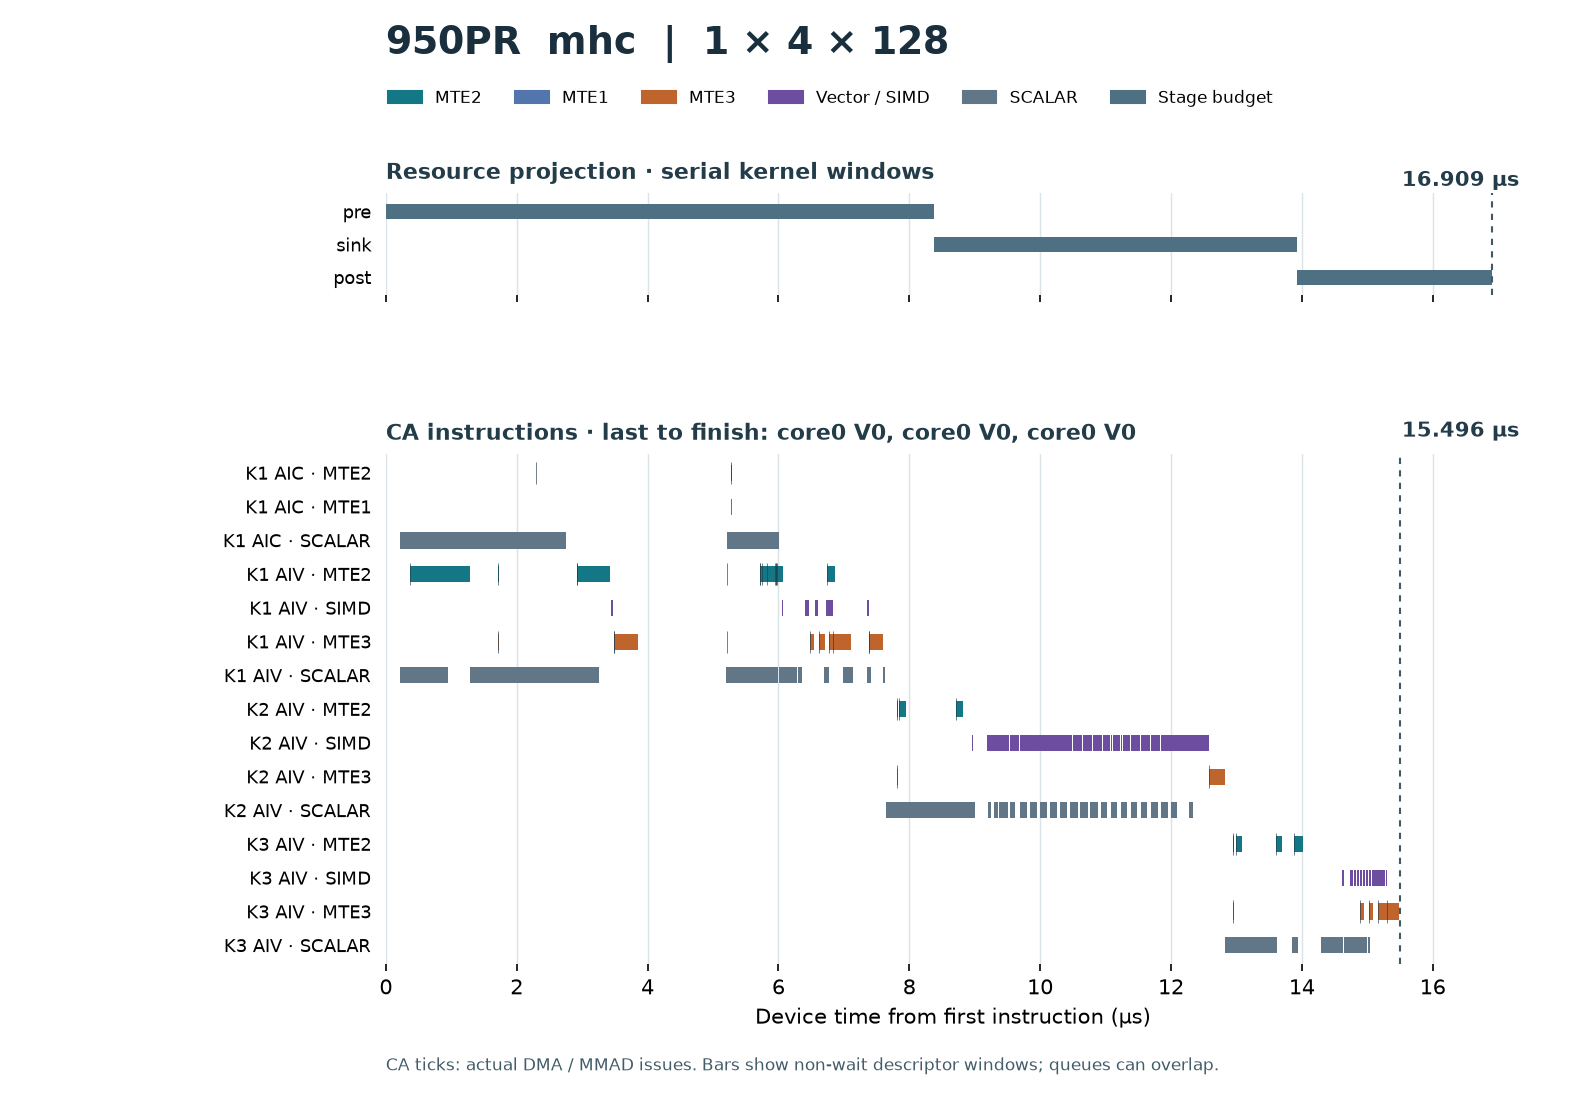 950PR mhc | 1 × 4 × 128
MTE2 MTE1 MTE3 Vector / SIMD SCALAR Stage budget
Resource projection · serial kernel windows
16.909 µs
pre
sink
post
CA instructions · last to finish: core0 V0, core0 V0, core0 V0
15.496 µs
K1 AIC · MTE2
K1 AIC · MTE1
K1 AIC · SCALAR
K1 AIV · MTE2
K1 AIV · SIMD
K1 AIV · MTE3
K1 AIV · SCALAR
K2 AIV · MTE2
K2 AIV · SIMD
K2 AIV · MTE3
K2 AIV · SCALAR
K3 AIV · MTE2
K3 AIV · SIMD
K3 AIV · MTE3
K3 AIV · SCALAR
0 2 4 6 8 10 12 14 16
Device time from first instruction (µs)
CA ticks: actual DMA / MMAD issues. Bars show non-wait descriptor windows; queues can overlap.